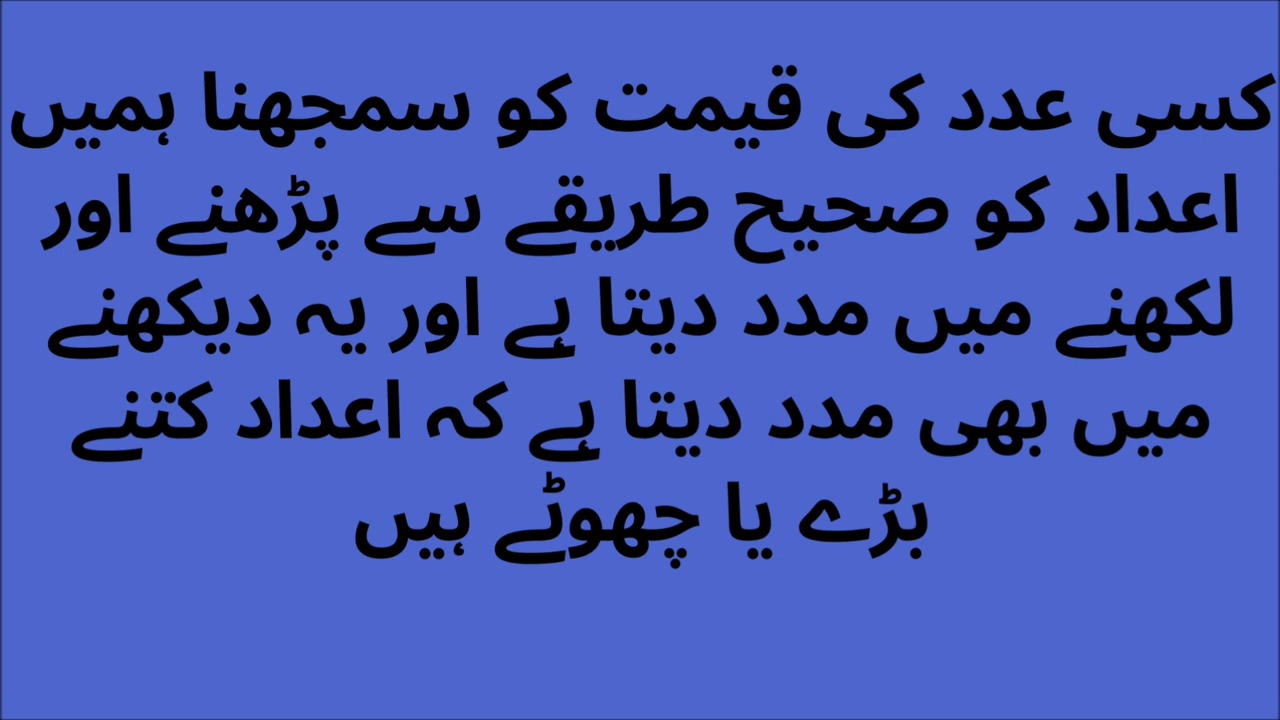 کسی عدد کی قیمت کو سمجھنا ہمیں
اعداد کو صحیح طریقے سے پڑھنے اور
لکھنے میں مدد دیتا ہے اور یہ دیکھنے
میں بھی مدد دیتا ہے کہ اعداد کتنے
بڑے یا چھوٹے ہیں